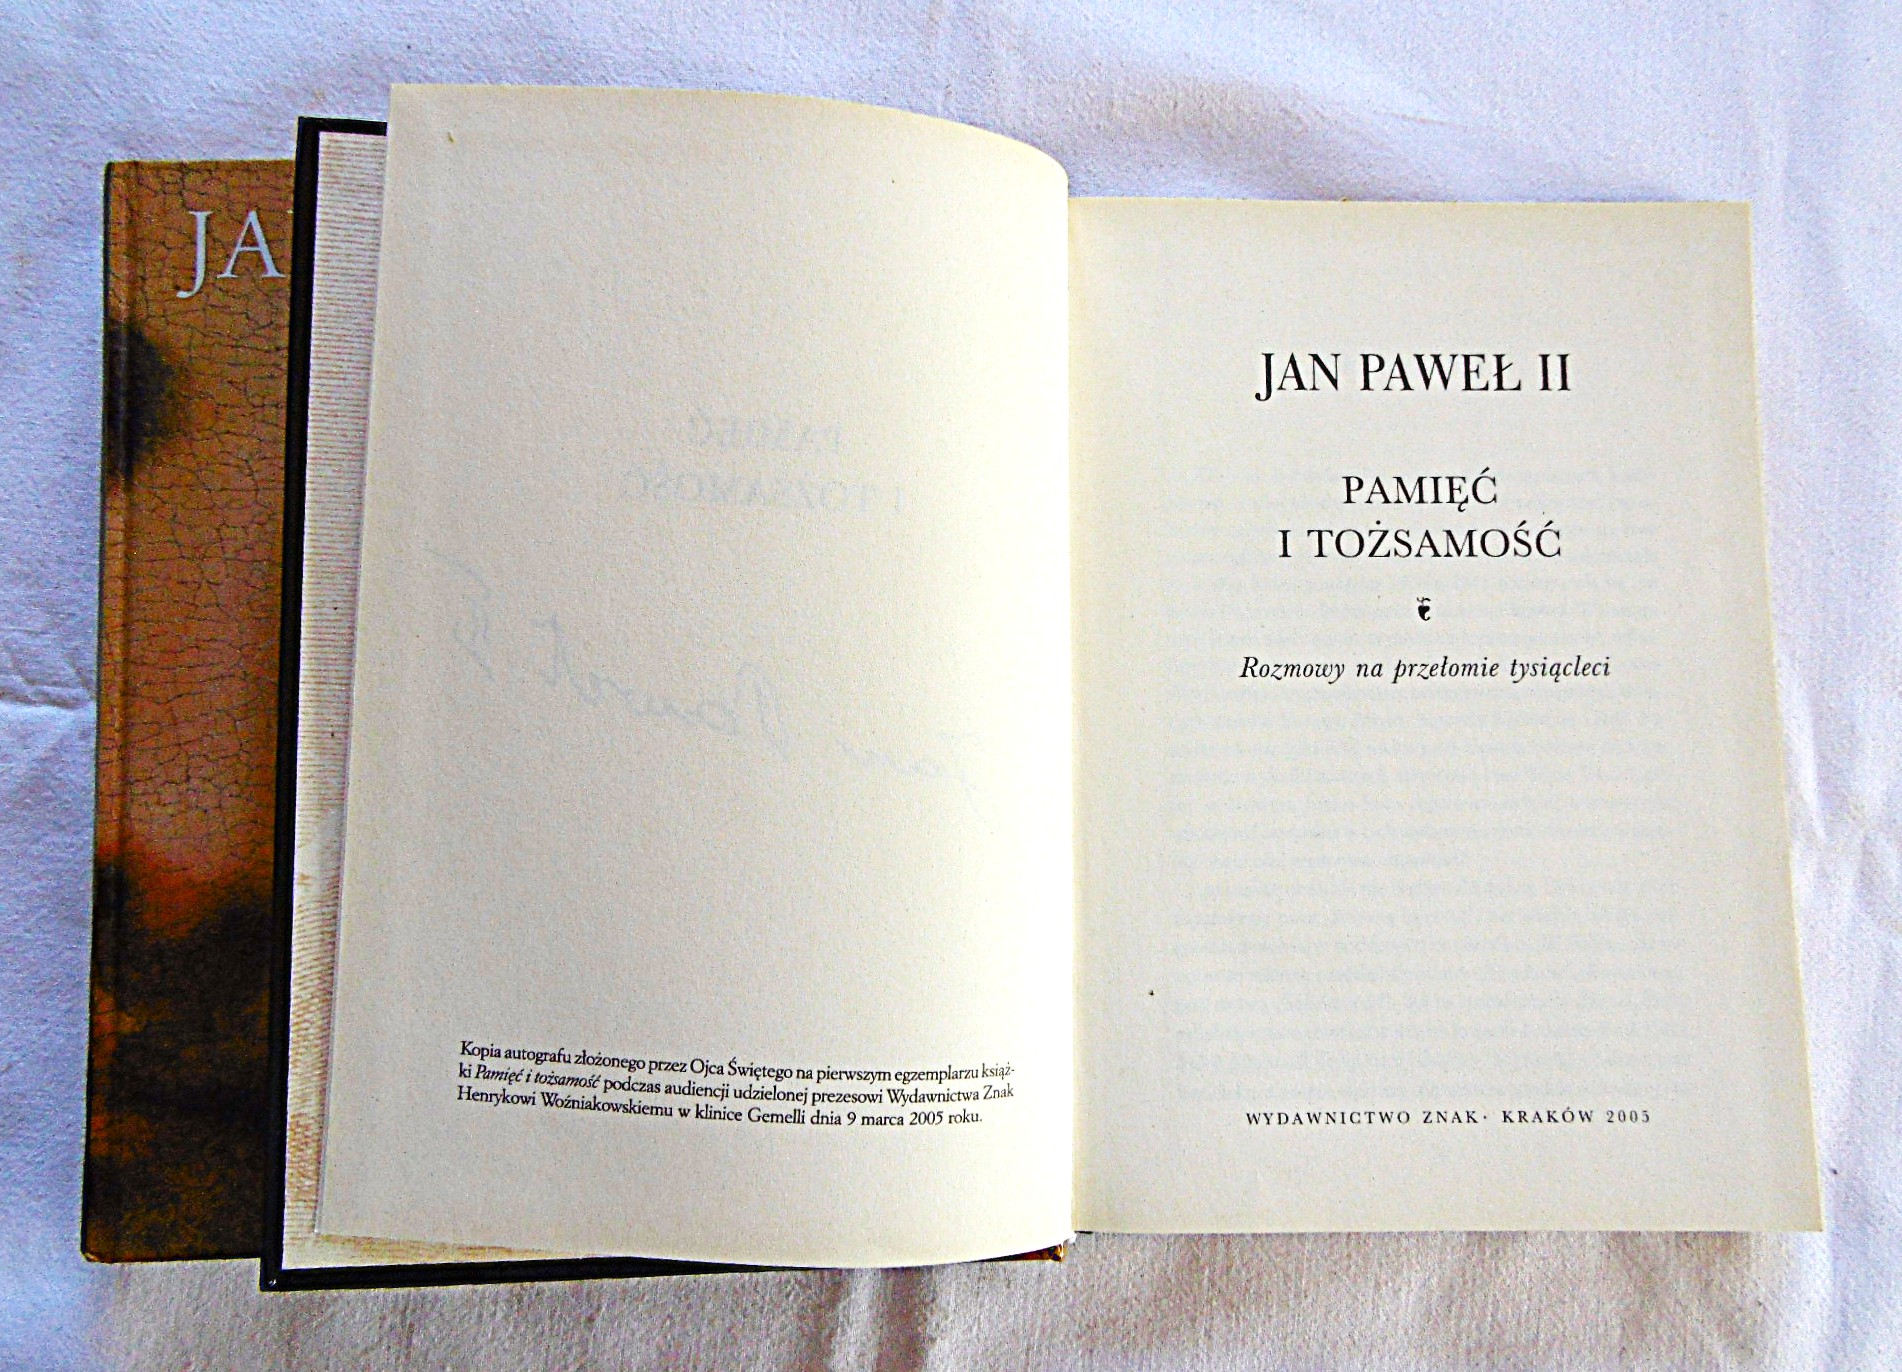 JA
Kopia autografu złożonego przez Ojca Świętego na pierwszym egzemplarzu książ-
ki Pamięć i tożsamość podczas audiencji udzielonej prezesowi Wydawnictwa Znak
Henrykowi Woźniakowskiemu w klinice Gemelli dnia 9 marca 2005 roku.
JAN PAWEŁ II
PAMIĘĆ
I TOŻSAMOŚĆ
Rozmowy na przełomie tysiącleci
WYDAWNICTWO ZNAK · KRAKÓW 2005